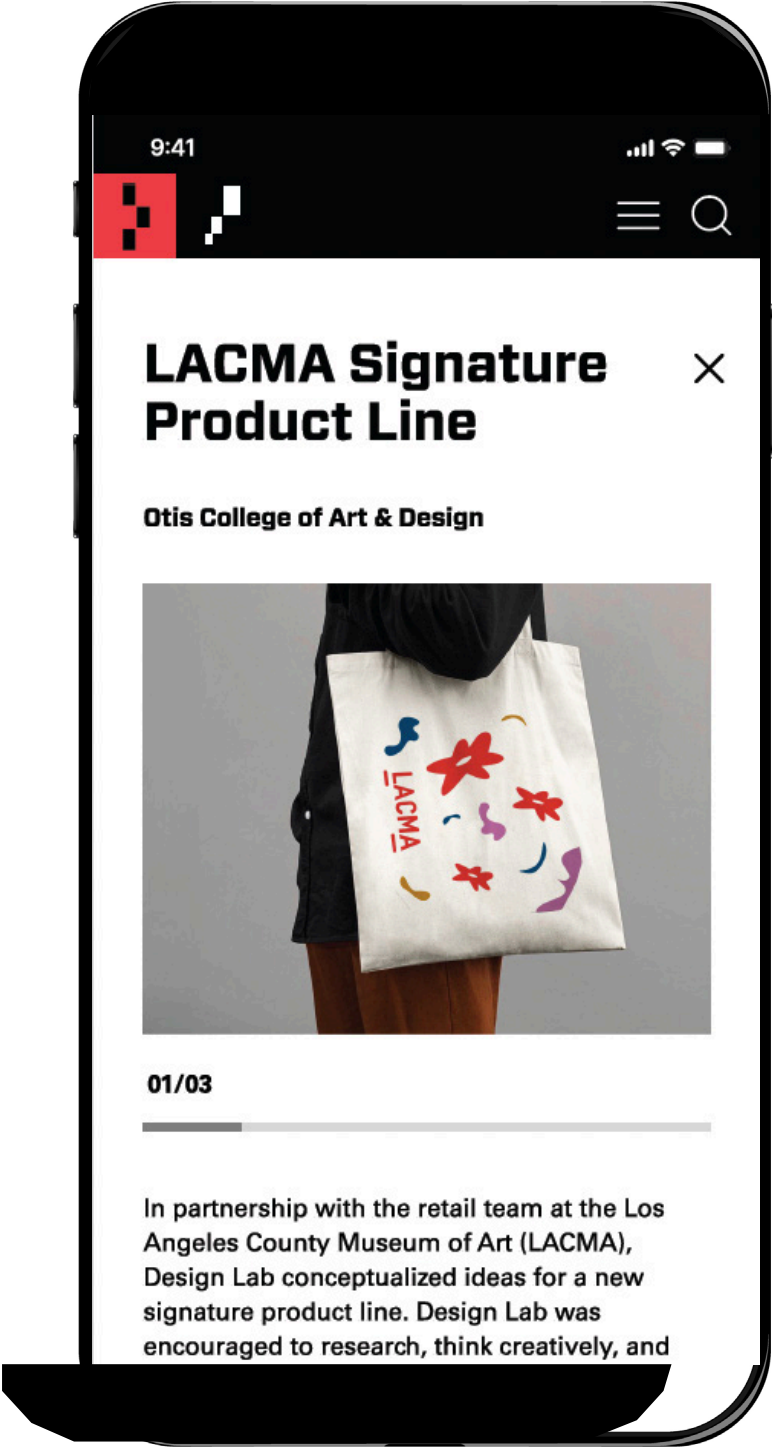 9:41
LACMA Signature
Product Line
Otis College of Art & Design
LACMA
01/03
In partnership with the retail team at the Los
Angeles County Museum of Art (LACMA),
Design Lab conceptualized ideas for a new
signature product line. Design Lab was
encouraged to research, think creatively, and